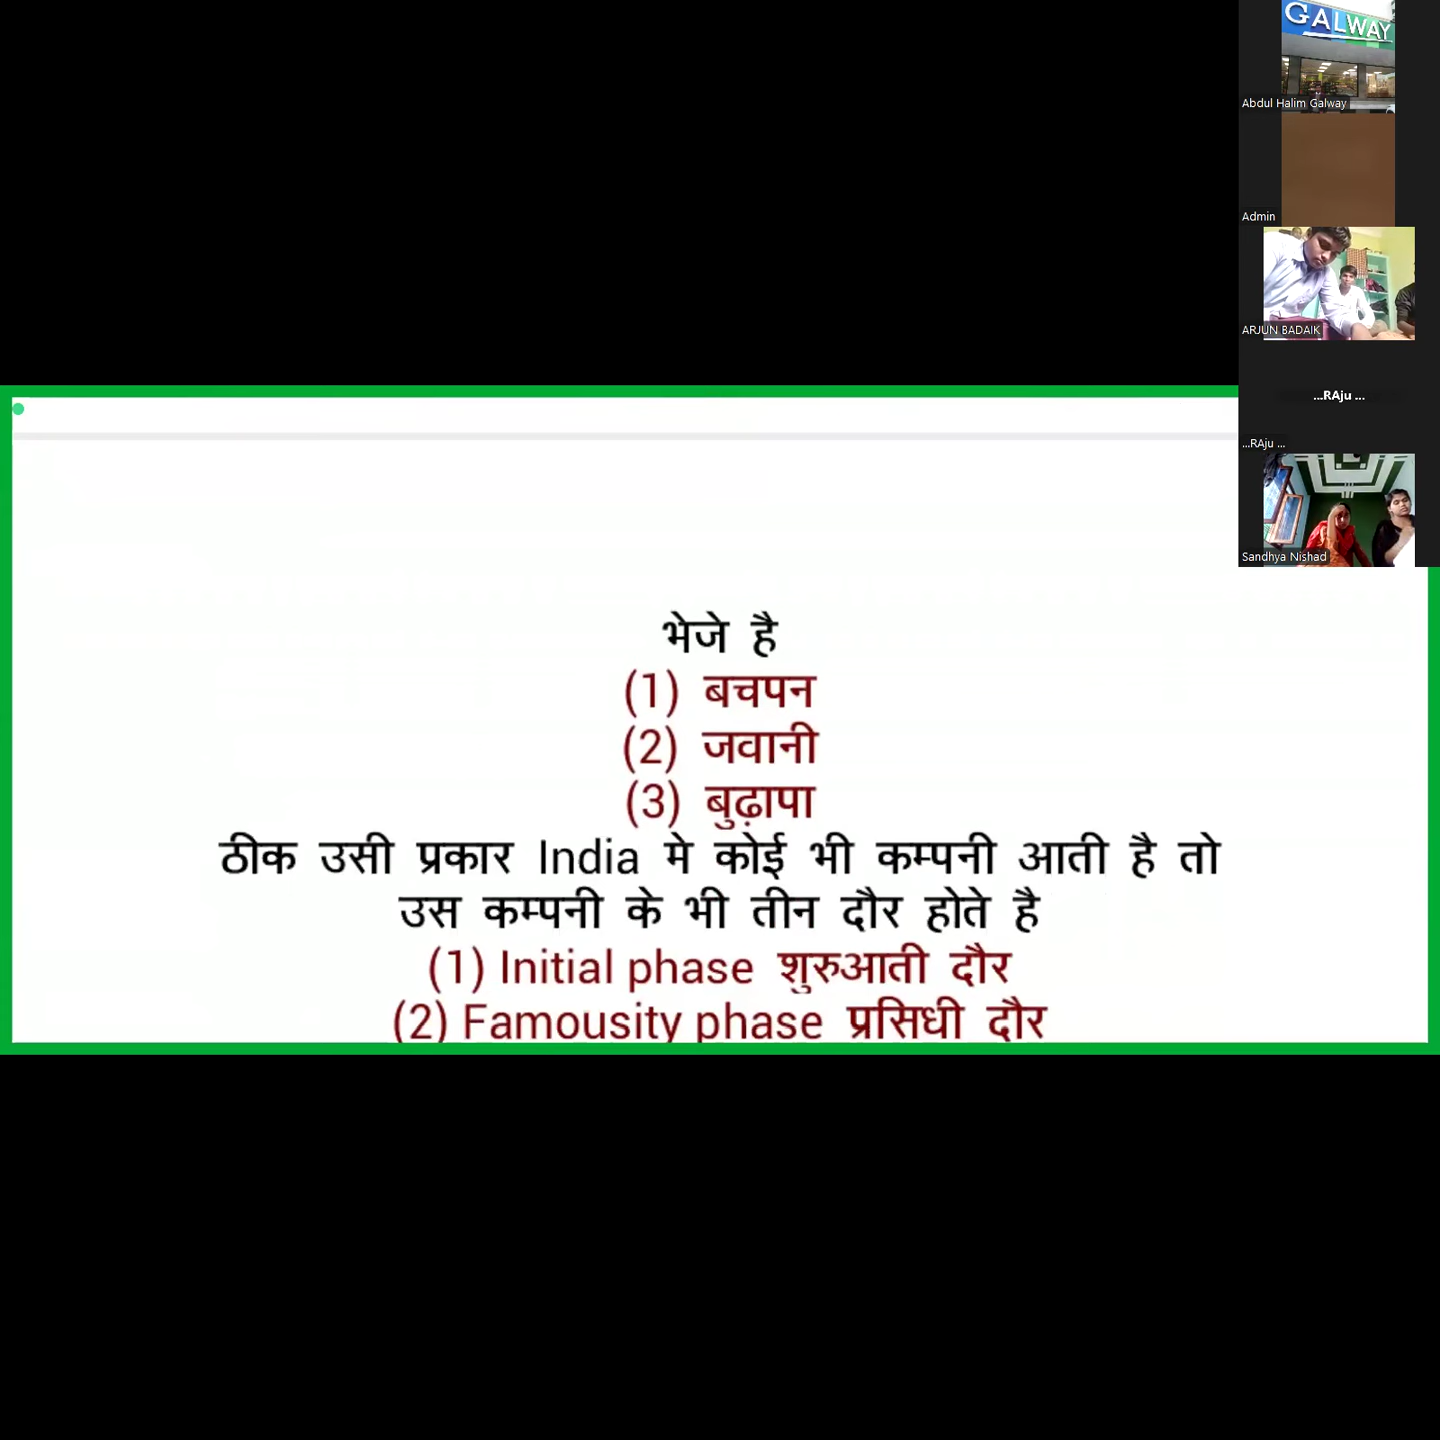 GALWAY
Abdul Halim Galway
Admin
ARJUN BADAIK
...RAju ...
...RAju ...
Sandhya Nishad
भेजे है
(1) बचपन
(2) जवानी
(3) बुढ़ापा
ठीक उसी प्रकार India मे कोई भी कम्पनी आती है तो
उस कम्पनी के भी तीन दौर होते है
(1) Initial phase शुरुआती दौर
(2) Famousity phase प्रसिधी दौर